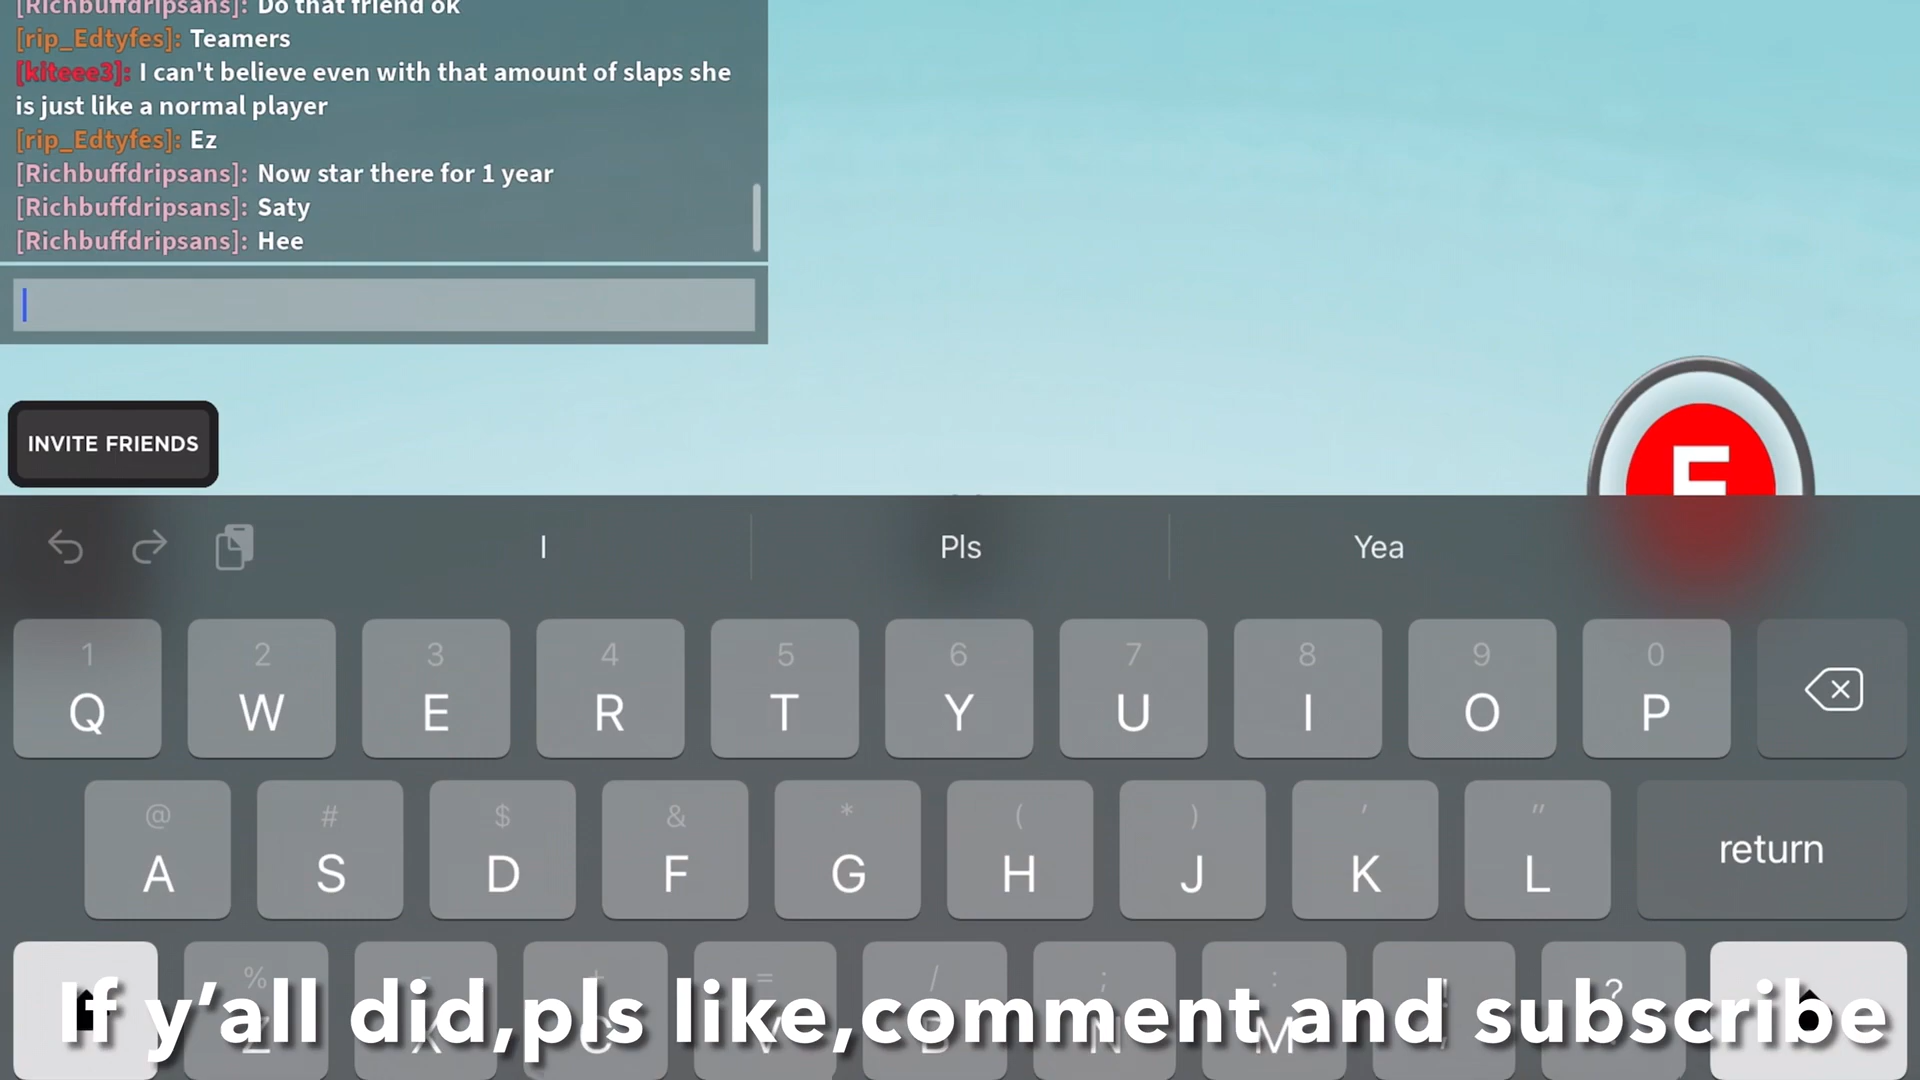 [Richbuffdripsans]: Do that friend ok
[rip_Edtyfes]: Teamers
[kiteee3]: I can't believe even with that amount of slaps she
is just like a normal player
[rip_Edtyfes]: Ez
[Richbuffdripsans]: Now star there for 1 year
[Richbuffdripsans]: Saty
[Richbuffdripsans]: Hee
INVITE FRIENDS
E
I Pls Yea
1 2 3 4 5 6 7 8 9 0
Q W E R T Y U I O P
@ # $ & * ( ) ' "
A S D F G H J K L return
% - + = / ; : ! ?
Z X C V B N M
If y'all did,pls like,comment and subscribe